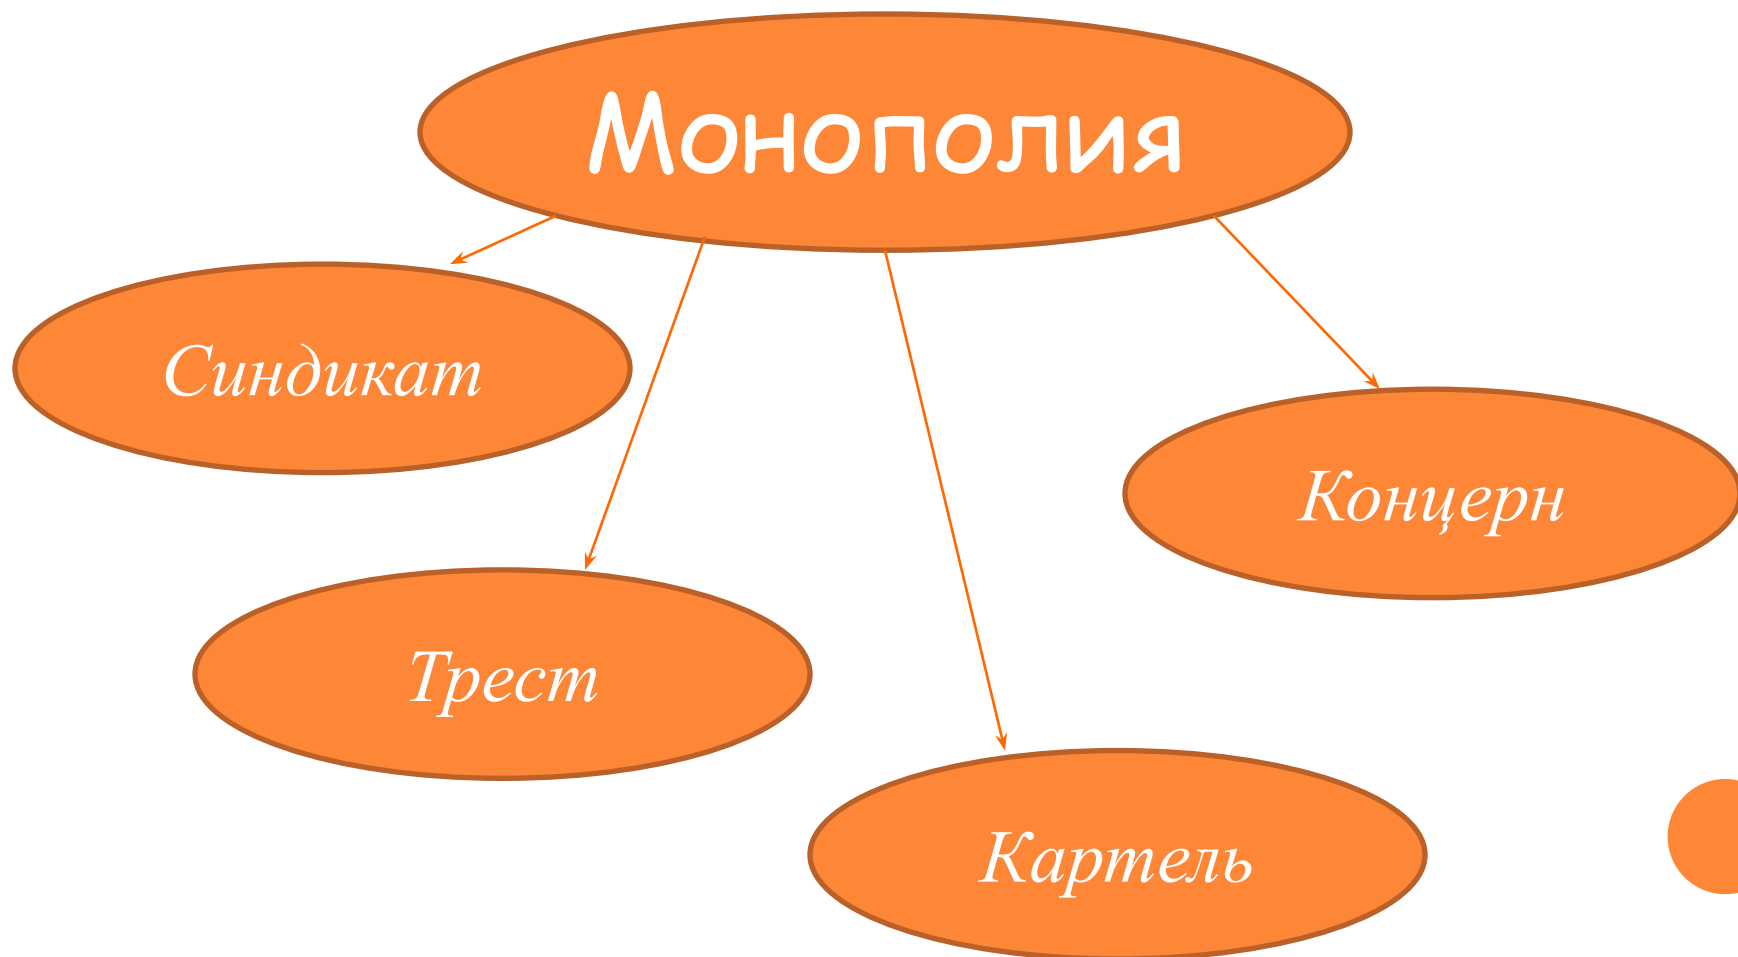 Монополия
Синдикат
Концерн
Трест
Картель